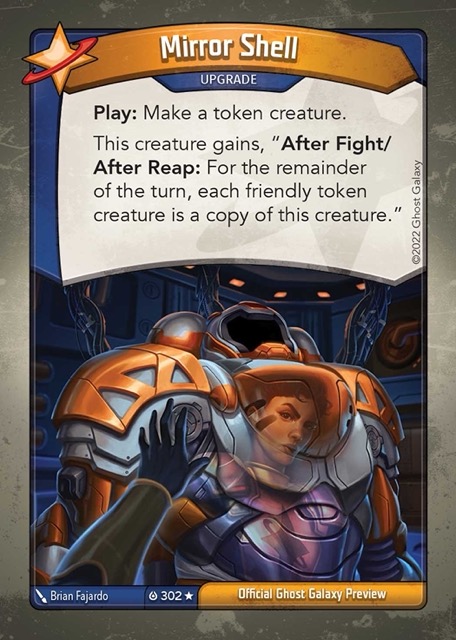 Mirror Shell
UPGRADE
Play: Make a token creature.
This creature gains, “After Fight/
After Reap: For the remainder
of the turn, each friendly token
creature is a copy of this creature.”
©2022 Ghost Galaxy
Brian Fajardo
302
Official Ghost Galaxy Preview